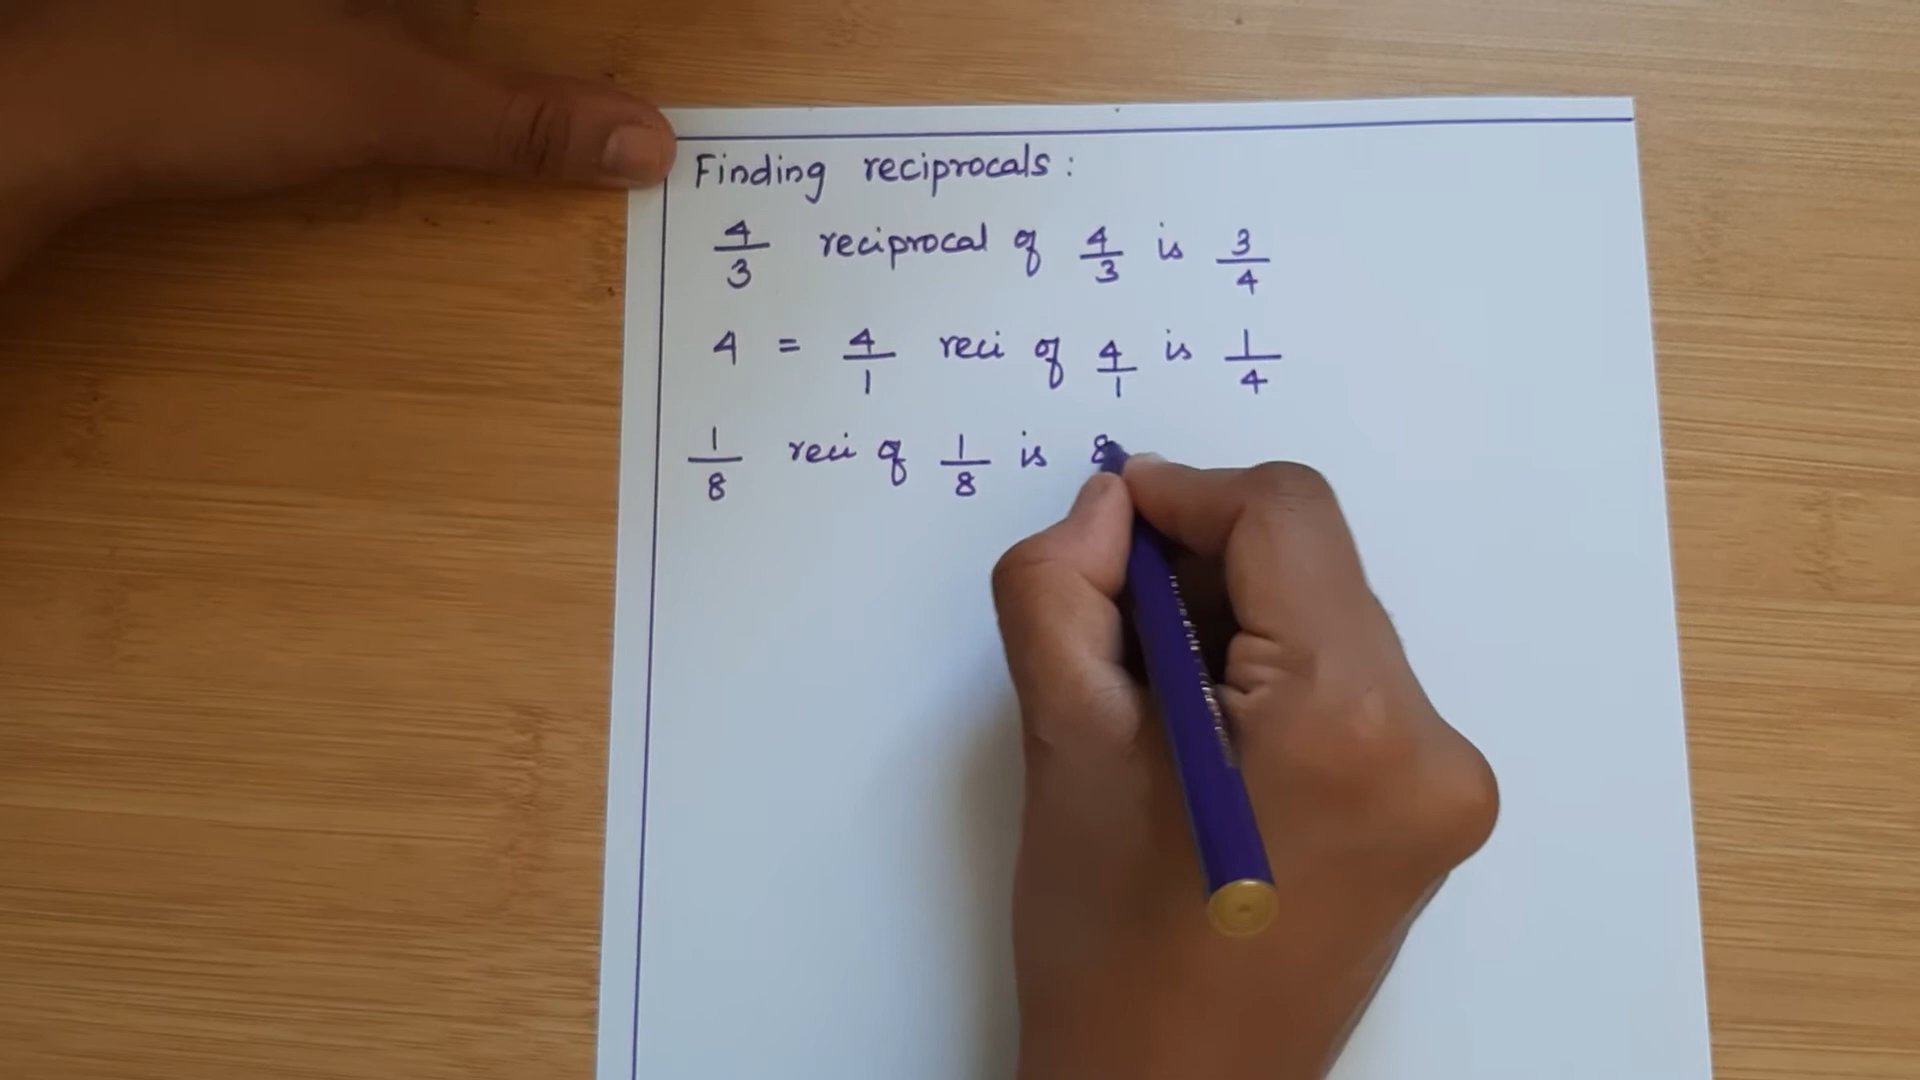 Finding reciprocals:
4/3 reciprocal of 4/3 is 3/4
4 = 4/1 reci of 4/1 is 1/4
1/8 reci of 1/8 is 8